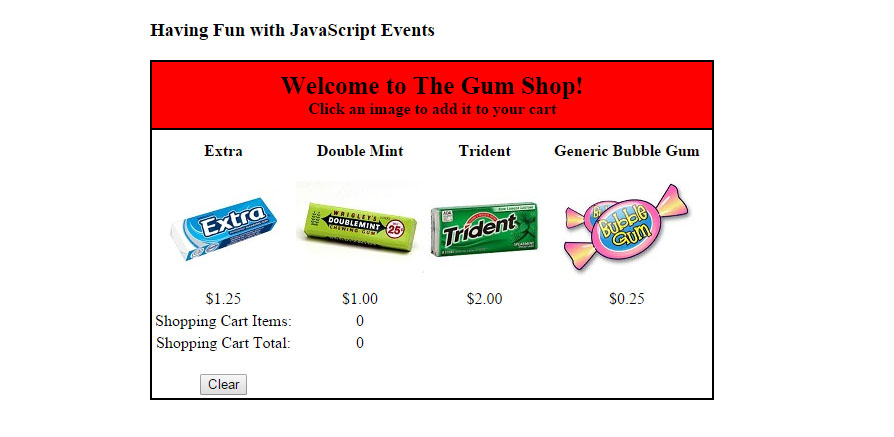 Having Fun with JavaScript Events
Welcome to The Gum Shop!
Click an image to add it to your cart
Extra Double Mint Trident Generic Bubble Gum
Extra
WRIGLEY'S
DOUBLEMINT
CHEWING GUM
25¢
Trident
Bubble
Gum
$1.25 $1.00 $2.00 $0.25
Shopping Cart Items: 0
Shopping Cart Total: 0
Clear